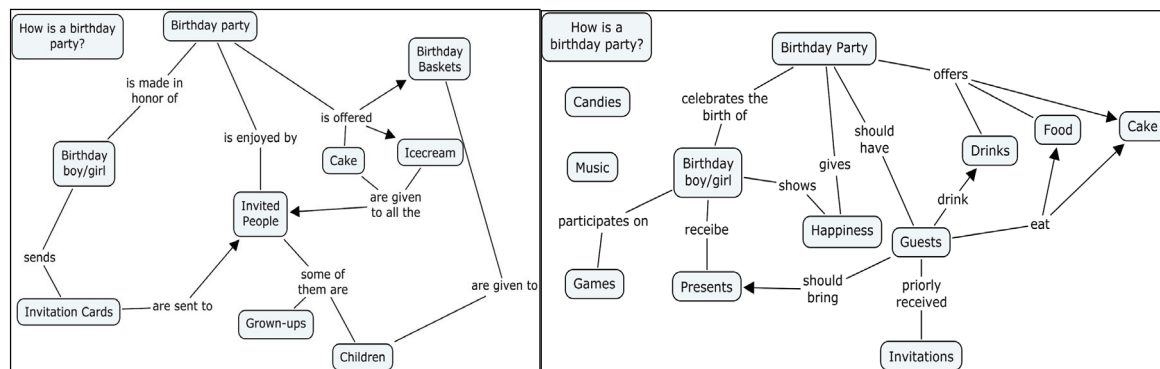 How is a birthday
party?
Birthday party
Birthday
Baskets
is made in
honor of
is offered
is enjoyed by
Cake
Icecream
Birthday
boy/girl
are given
to all the
Invited
People
sends
some of
them are
are given to
Invitation Cards
are sent to
Grown-ups
Children
How is a
birthday party?
Birthday Party
offers
Candies
celebrates the
birth of
Cake
Food
should
have
Drinks
Music
Birthday
boy/girl
gives
shows
drink
participates on
receibe
Happiness
Guests
eat
Games
Presents
should
bring
priorly
received
Invitations